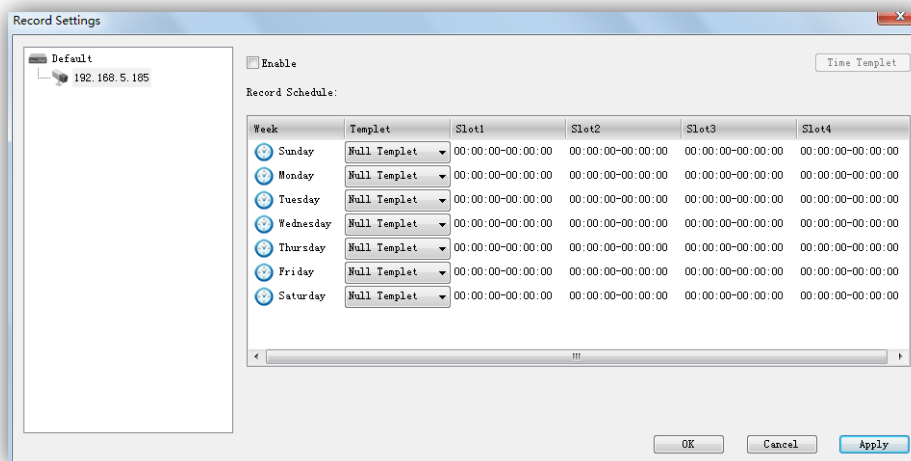 Record Settings
Default
192.168.5.185
Enable
Time Templet
Record Schedule:
Week Templet Slot1 Slot2 Slot3 Slot4
Sunday Null Templet 00:00:00-00:00:00 00:00:00-00:00:00 00:00:00-00:00:00 00:00:00-00:00:00
Monday Null Templet 00:00:00-00:00:00 00:00:00-00:00:00 00:00:00-00:00:00 00:00:00-00:00:00
Tuesday Null Templet 00:00:00-00:00:00 00:00:00-00:00:00 00:00:00-00:00:00 00:00:00-00:00:00
Wednesday Null Templet 00:00:00-00:00:00 00:00:00-00:00:00 00:00:00-00:00:00 00:00:00-00:00:00
Thursday Null Templet 00:00:00-00:00:00 00:00:00-00:00:00 00:00:00-00:00:00 00:00:00-00:00:00
Friday Null Templet 00:00:00-00:00:00 00:00:00-00:00:00 00:00:00-00:00:00 00:00:00-00:00:00
Saturday Null Templet 00:00:00-00:00:00 00:00:00-00:00:00 00:00:00-00:00:00 00:00:00-00:00:00
OK Cancel Apply